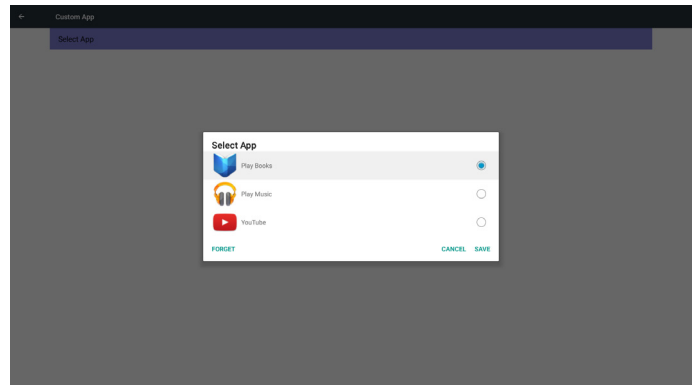 Custom App
Select App
Select App
Play Books
Play Music
YouTube
FORGET CANCEL SAVE